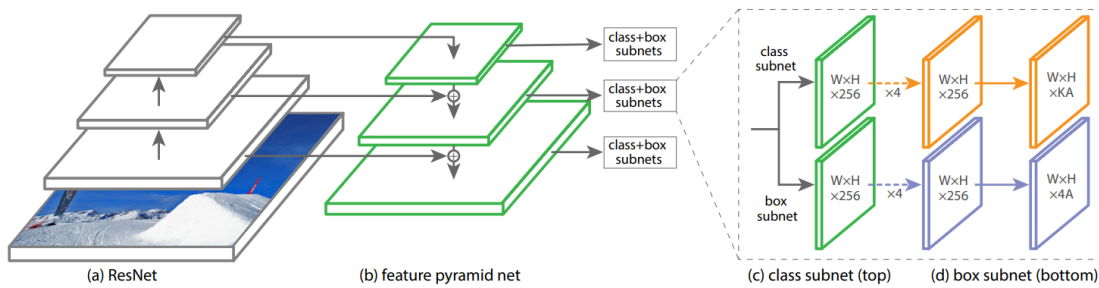 class+box
subnets
class+box
subnets
class+box
subnets
class
subnet
W×H
×256
×4
W×H
×256
W×H
×KA
box
subnet
W×H
×256
×4
W×H
×256
W×H
×4A
(a) ResNet
(b) feature pyramid net
(c) class subnet (top)
(d) box subnet (bottom)